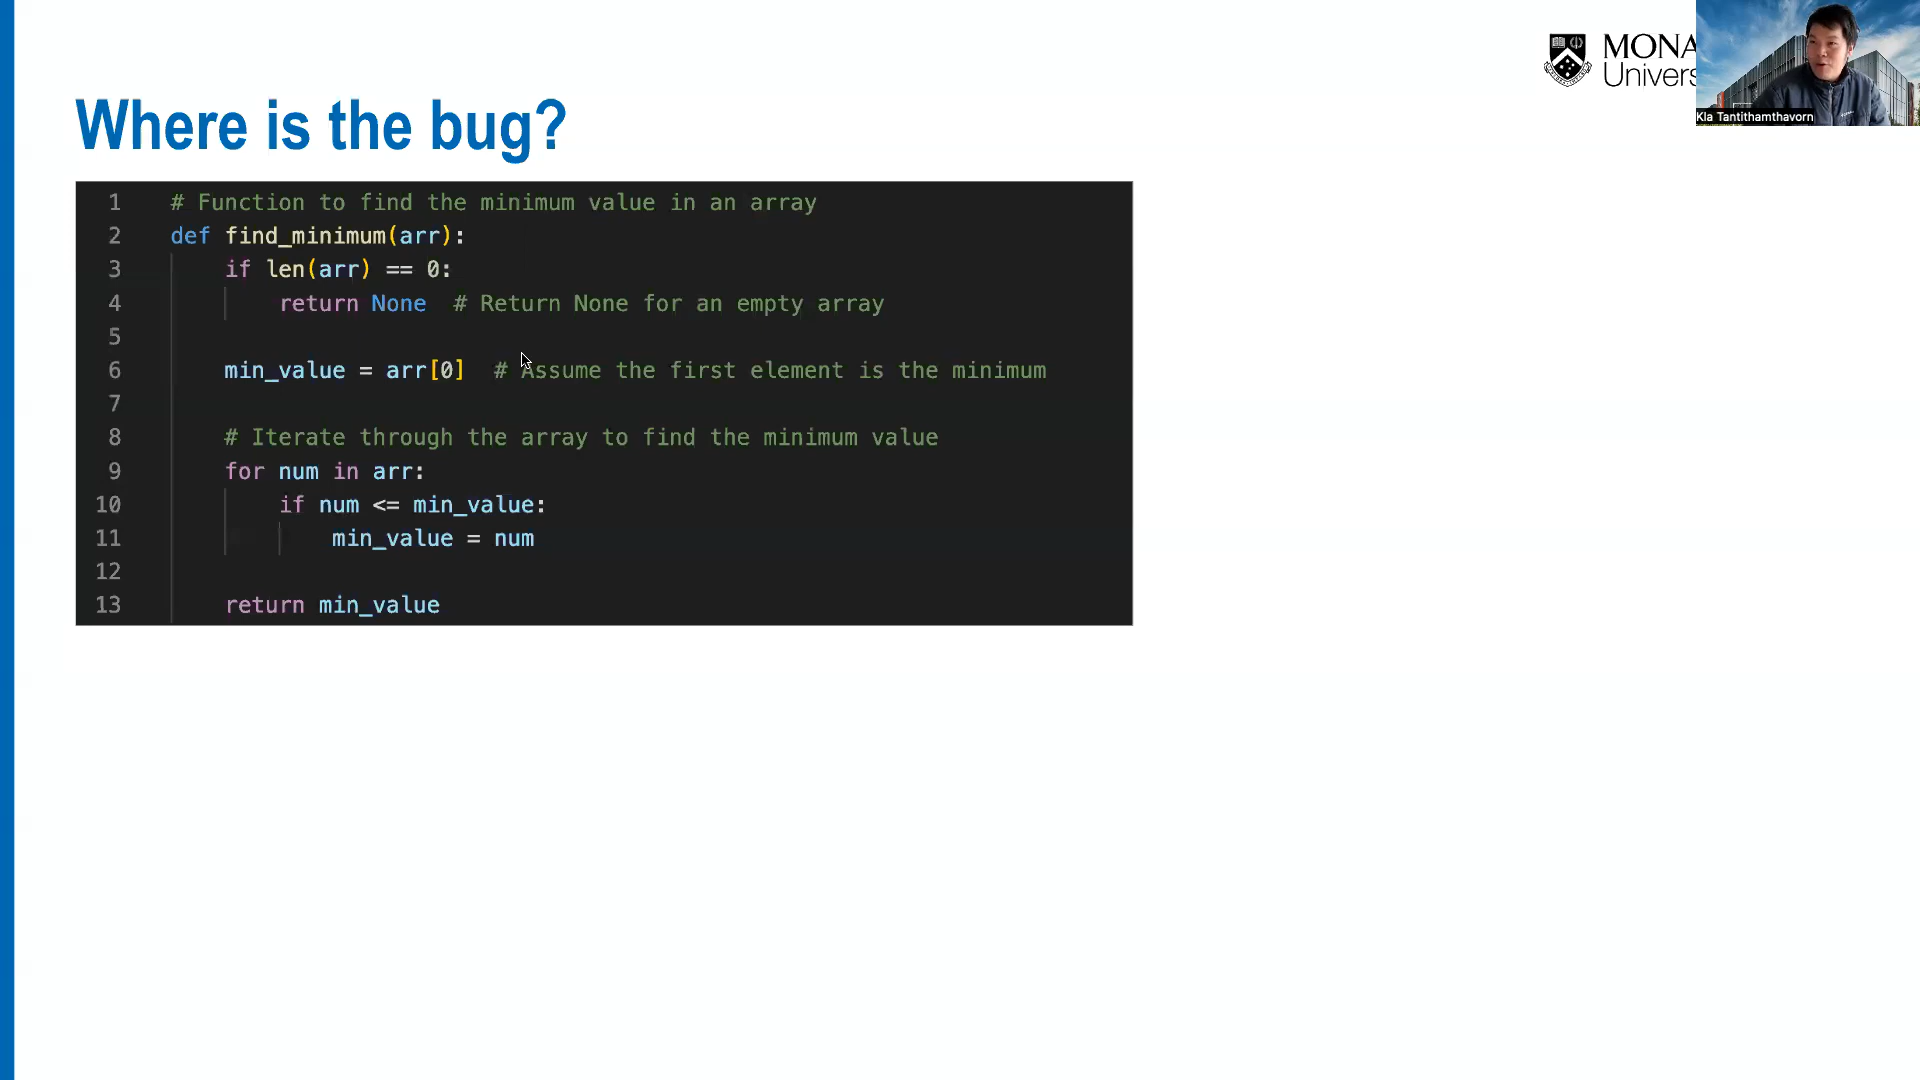 MONA
Univers
Kla Tantithamthavorn
Where is the bug?
1 # Function to find the minimum value in an array
2 def find_minimum(arr):
3 if len(arr) == 0:
4 return None # Return None for an empty array
5
6 min_value = arr[0] # Assume the first element is the minimum
7
8 # Iterate through the array to find the minimum value
9 for num in arr:
10 if num <= min_value:
11 min_value = num
12
13 return min_value